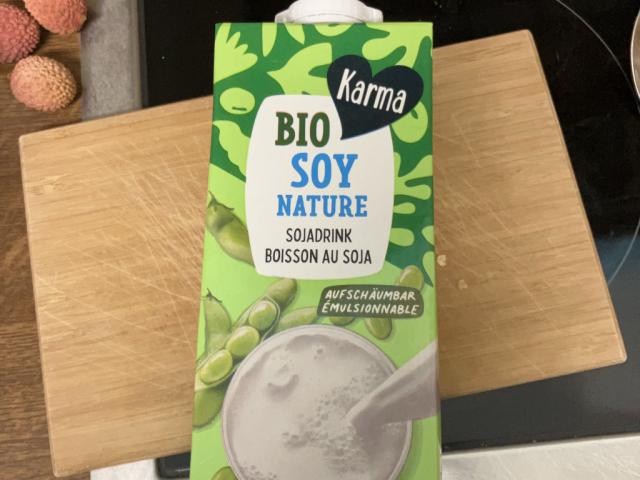 Karma
BIO
SOY
NATURE
SOJADRINK
BOISSON AU SOJA
AUFSCHÄUMBAR
ÉMULSIONNABLE